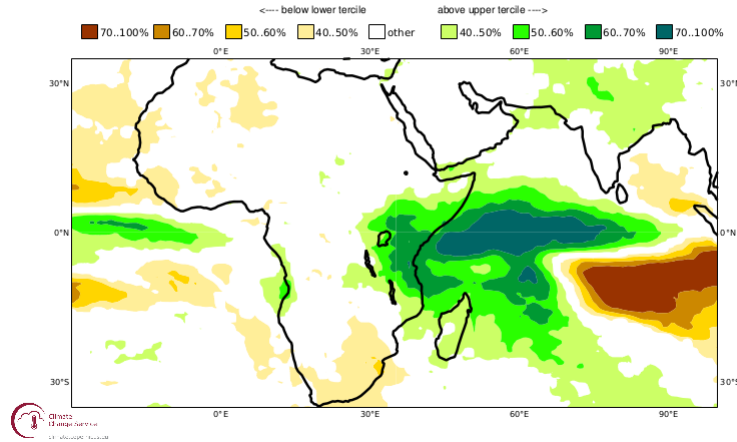 <---- below lower tercile above upper tercile ---->
70..100% 60..70% 50..60% 40..50% other 40..50% 50..60% 60..70% 70..100%
0°E 30°E 60°E 90°E
30°N 30°N
0°N 0°N
30°S 30°S
0°E 30°E 60°E 90°E
Climate
Change Service